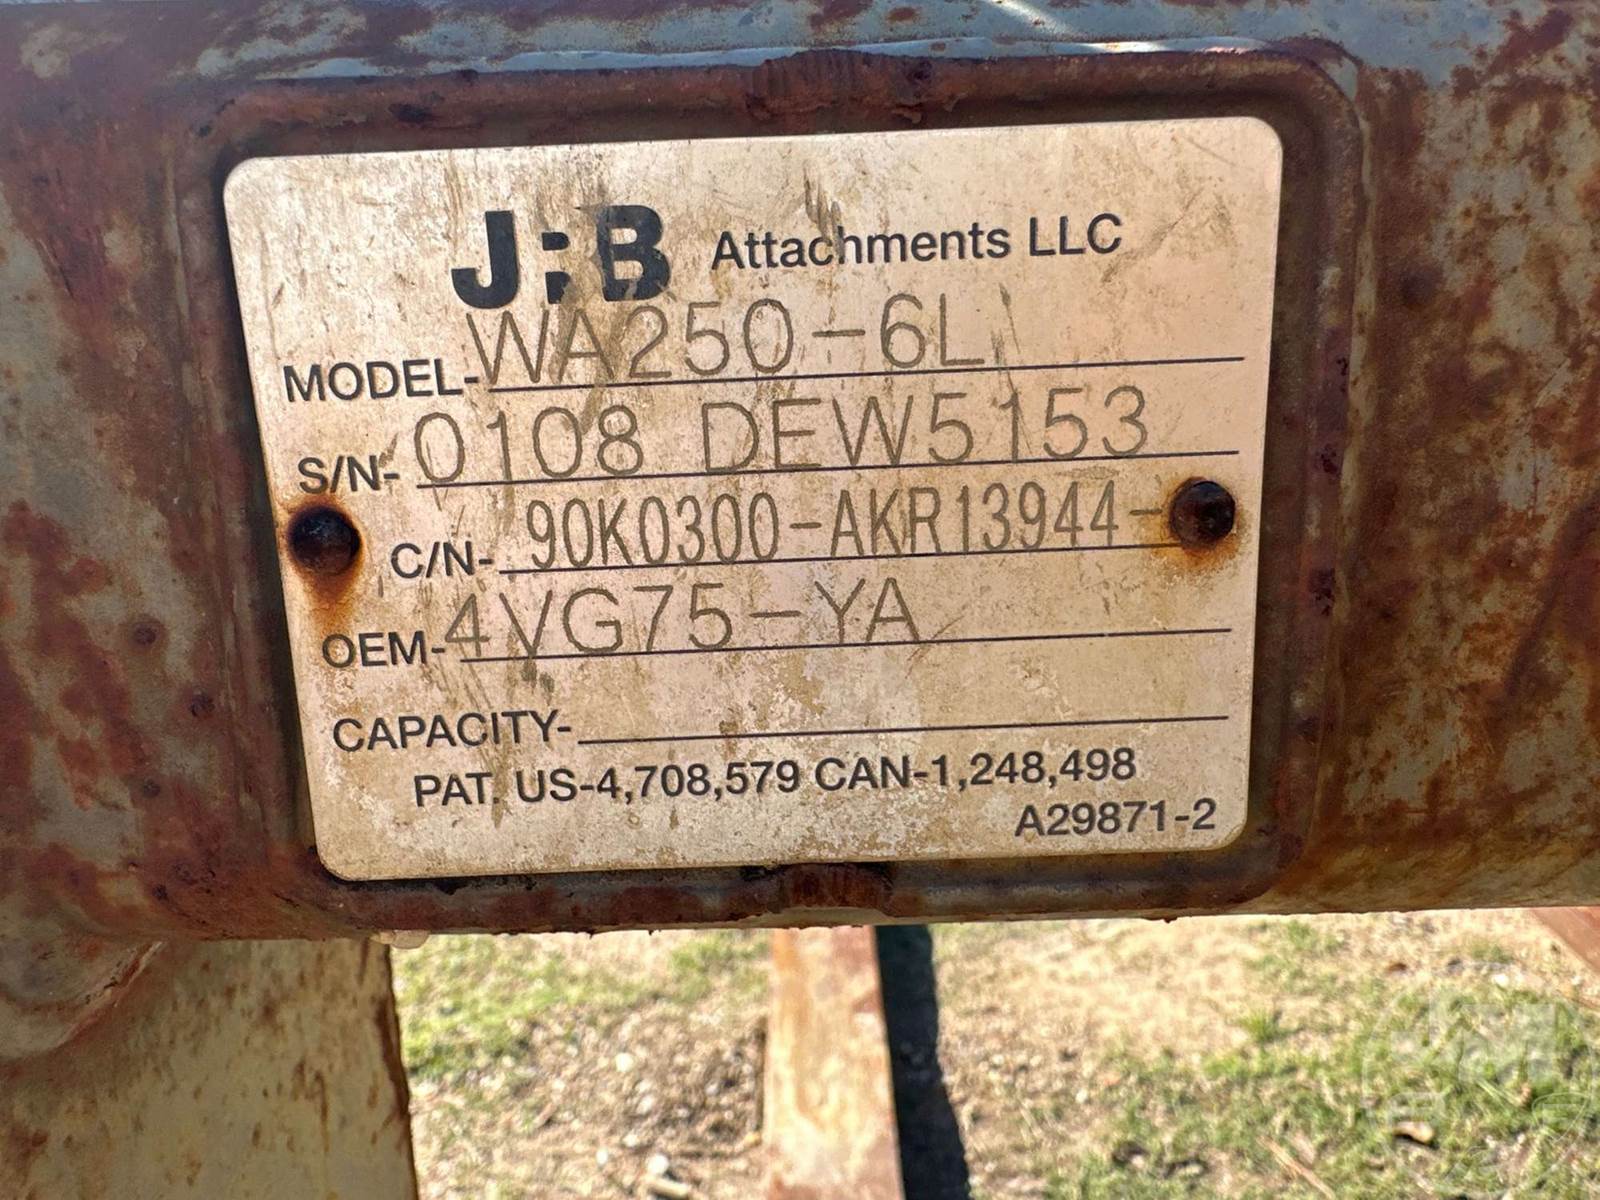 JRB Attachments LLC
MODEL-WA250-6L
S/N-0108 DEW5153
C/N-90K0300-AKR13944-
OEM-4VG75-YA
CAPACITY-
PAT. US-4,708,579 CAN-1,248,498
A29871-2